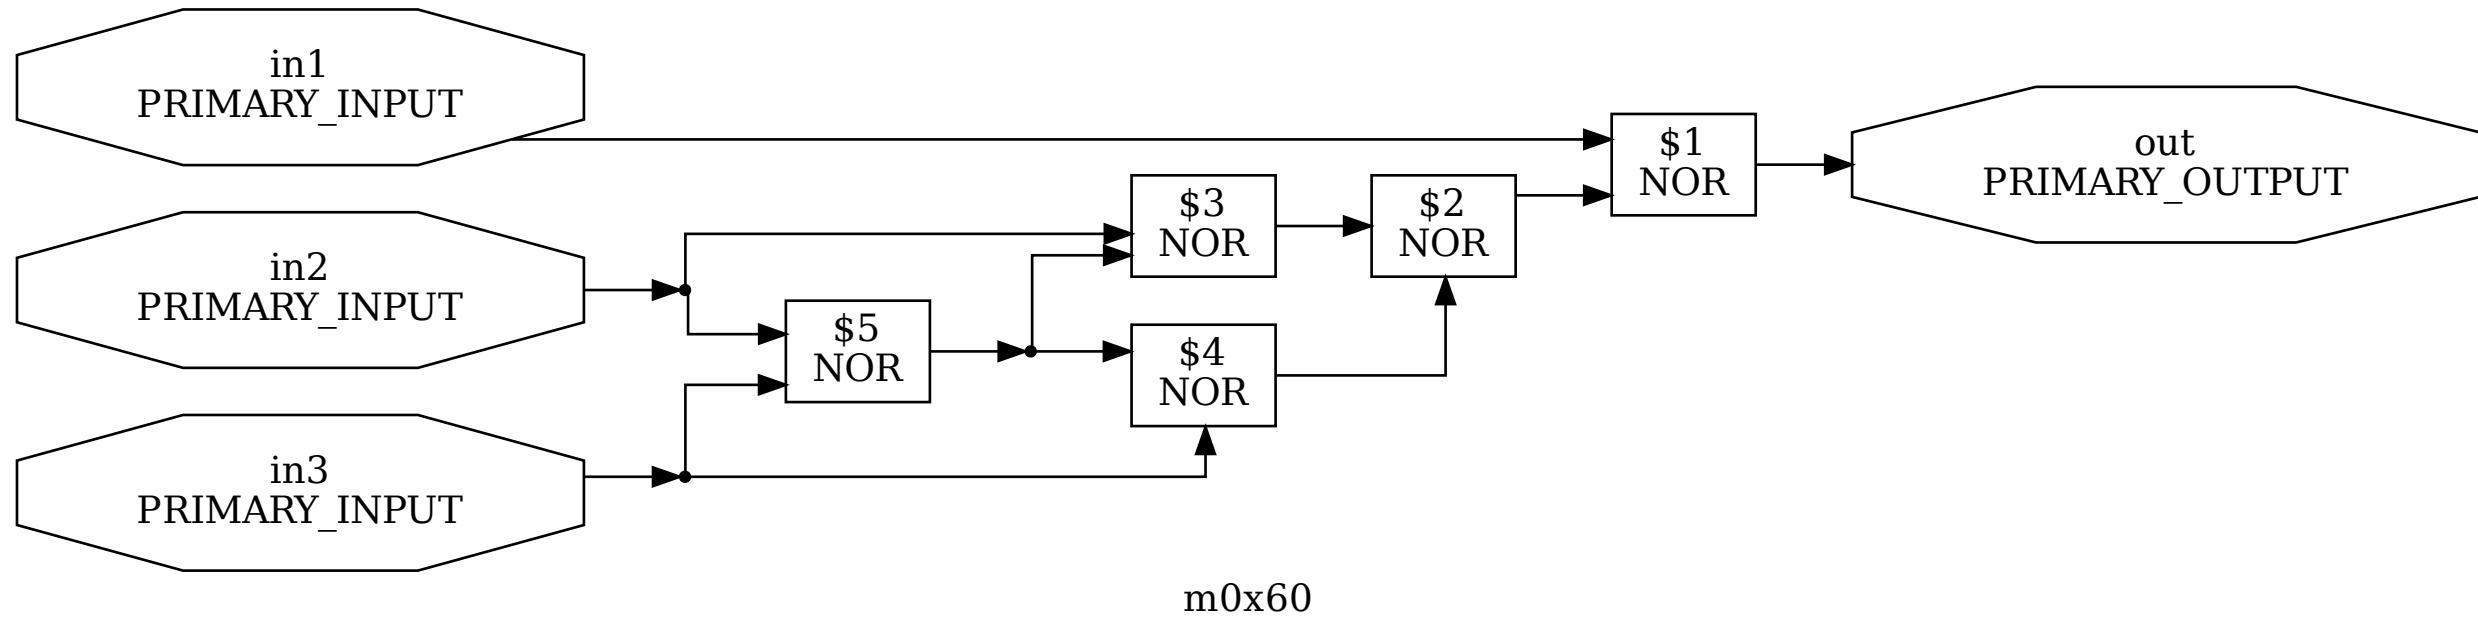 in1
PRIMARY_INPUT
$1
NOR
out
PRIMARY_OUTPUT
$3
NOR
$2
NOR
in2
PRIMARY_INPUT
$5
NOR
$4
NOR
in3
PRIMARY_INPUT
m0x60